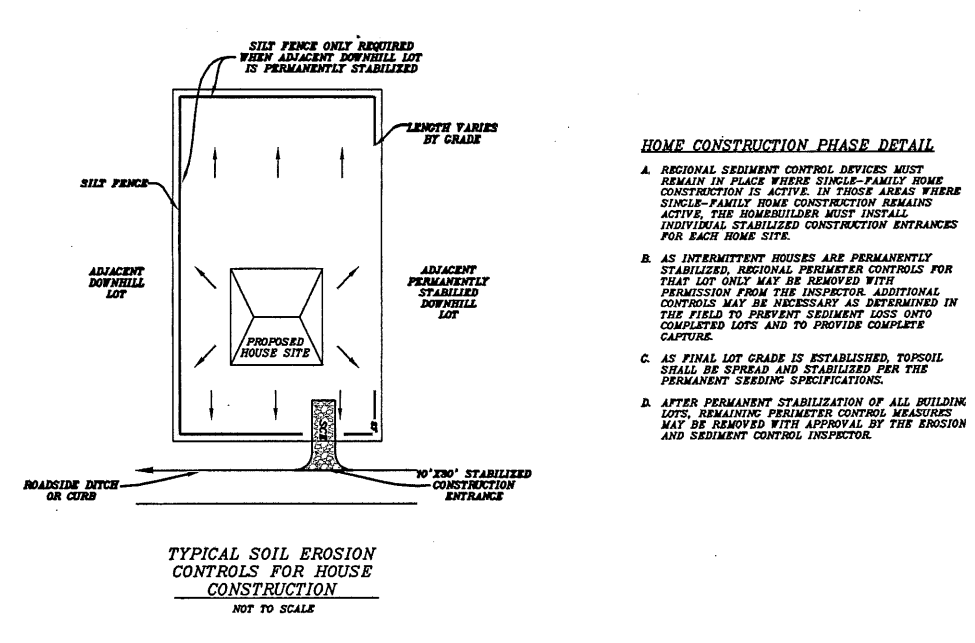 SILT FENCE ONLY REQUIRED
WHEN ADJACENT DOWNHILL LOT
IS PERMANENTLY STABILIZED
LENGTH VARIES
BY GRADE
SILT FENCE
ADJACENT
DOWNHILL
LOT
ADJACENT
PERMANENTLY
STABILIED
DOWNHILL
LOT
PROPOSED
HOUSE SITE
SCE
SF
10'X30' STABILIZED
CONSTRUCTION
ENTRANCE
ROADSIDE DITCH
OR CURB
TYPICAL SOIL EROSION
CONTROLS FOR HOUSE
CONSTRUCTION
NOT TO SCALE
HOME CONSTRUCTION PHASE DETAIL
A. REGIONAL SEDIMENT CONTROL DEVICES MUST
REMAIN IN PLACE WHERE SINGLE-FAMILY HOME
CONSTRUCTION IS ACTIVE. IN THOSE AREAS WHERE
SINGLE-FAMILY HOME CONSTRUCTION REMAINS
ACTIVE, THE HOMEBUILDER MUST INSTALL
INDIVIDUAL STABILIZED CONSTRUCTION ENTRANCES
FOR EACH HOME SITE.
B. AS INTERMITTENT HOUSES ARE PERMANENTLY
STABILIZED, REGIONAL PERIMETER CONTROLS FOR
THAT LOT ONLY MAY BE REMOVED WITH
PERMISSION FROM THE INSPECTOR. ADDITIONAL
CONTROLS MAY BE NECESSARY AS DETERMINED IN
THE FIELD TO PREVENT SEDIMENT LOSS ONTO
COMPLETED LOTS AND TO PROVIDE COMPLETE
CAPTURE.
C. AS FINAL LOT GRADE IS ESTABLISHED, TOPSOIL
SHALL BE SPREAD AND STABILIZED PER THE
PERMANENT SEEDING SPECIFICATIONS.
D. AFTER PERMANENT STABILIZATION OF ALL BUILDING
LOTS, REMAINING PERIMETER CONTROL MEASURES
MAY BE REMOVED WITH APPROVAL BY THE EROSION
AND SEDIMENT CONTROL INSPECTOR.